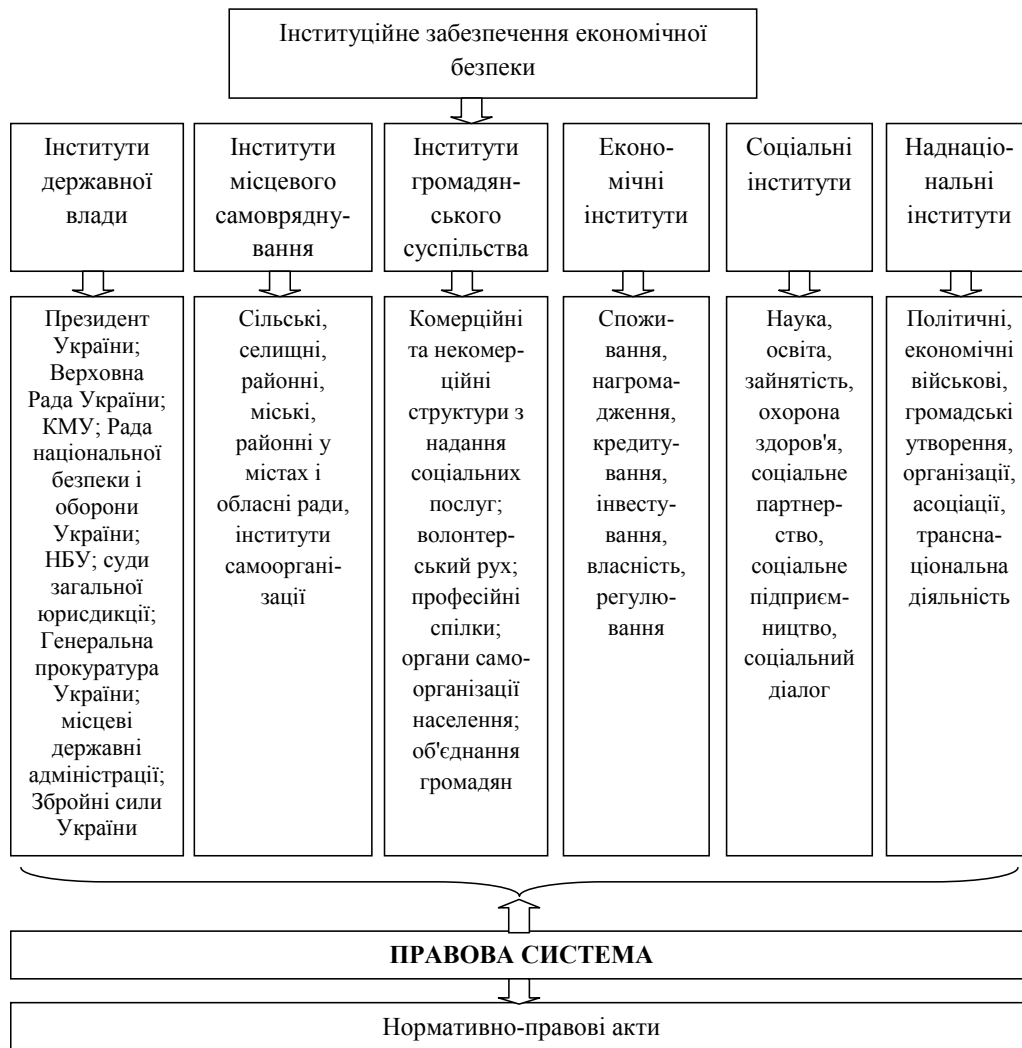 Інституційне забезпечення економічної
безпеки
Інститути
державної
влади
Інститути
місцевого
самоврядну-
вання
Інститути
громадян-
ського
суспільства
Еконо-
мічні
інститути
Соціальні
інститути
Наднаціо-
нальні
інститути
Президент
України;
Верховна
Рада України;
КМУ; Рада
національної
безпеки і
оборони
України;
НБУ; суди
загальної
юрисдикції;
Генеральна
прокуратура
України;
місцеві
державні
адміністрації;
Збройні сили
України
Сільські,
селищні,
районні,
міські,
районні у
містах і
обласні ради,
інститути
самооргані-
зації
Комерційні
та некомер-
ційні
структури з
надання
соціальних
послуг;
волонтер-
ський рух;
професійні
спілки;
органи само-
організації
населення;
об'єднання
громадян
Спожи-
вання,
нагрома-
дження,
кредиту-
вання,
інвесту-
вання,
власність,
регулю-
вання
Наука,
освіта,
зайнятість,
охорона
здоров'я,
соціальне
партнер-
ство,
соціальне
підприєм-
ництво,
соціальний
діалог
Політичні,
економічні
військові,
громадські
утворення,
організації,
асоціації,
трансна-
ціональна
діяльність
ПРАВОВА СИСТЕМА
Нормативно-правові акти